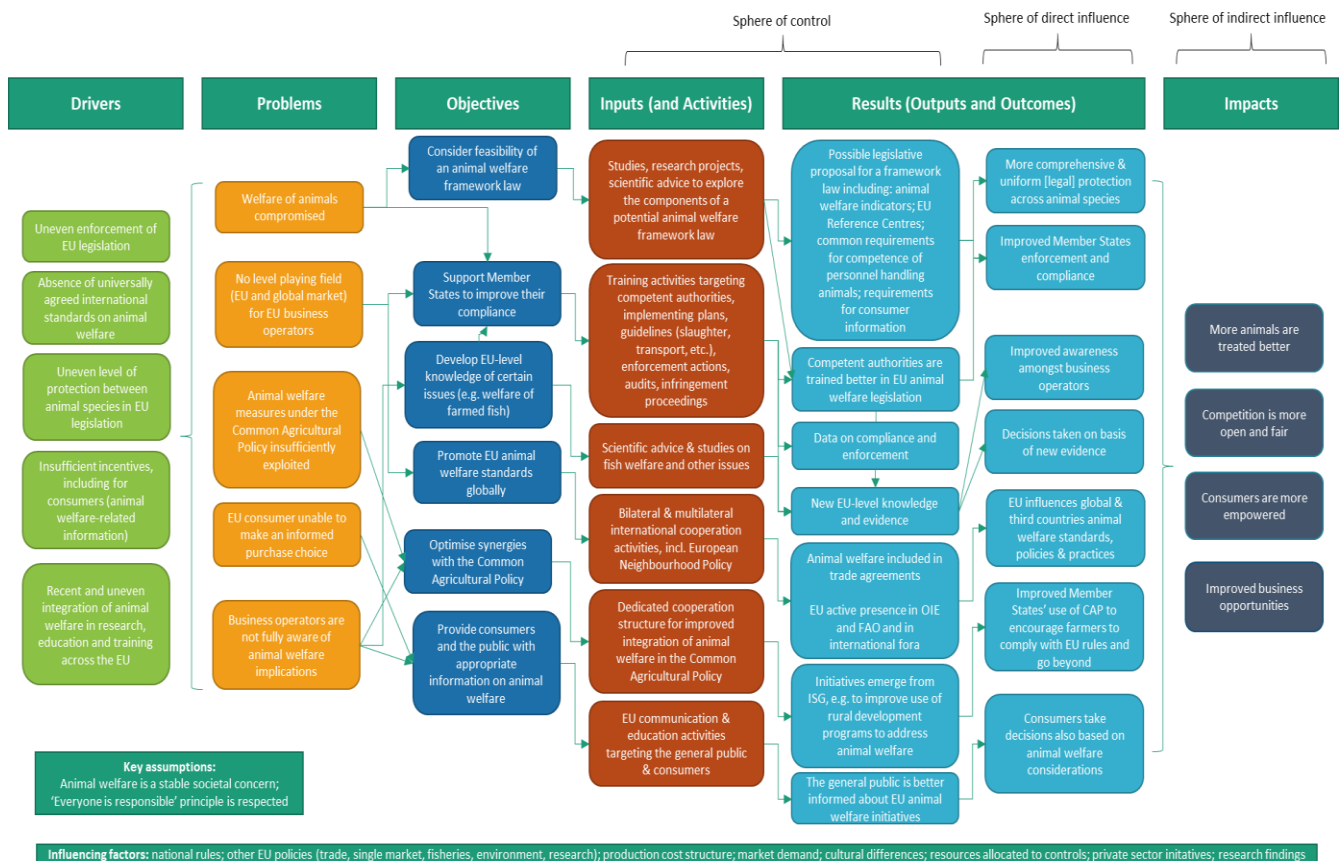 Sphere of control
Sphere of direct influence
Sphere of indirect influence
Drivers
Problems
Objectives
Inputs (and Activities)
Results (Outputs and Outcomes)
Impacts
Uneven enforcement of
EU legislation
Absence of universally
agreed international
standards on animal
welfare
Uneven level of
protection between
animal species in EU
legislation
Insufficient incentives,
including for
consumers (animal
welfare-related
information)
Recent and uneven
integration of animal
welfare in research,
education and training
across the EU
Welfare of animals
compromised
No level playing field
(EU and global market)
for EU business
operators
Animal welfare
measures under the
Common Agricultural
Policy insufficiently
exploited
EU consumer unable to
make an informed
purchase choice
Business operators are
not fully aware of
animal welfare
implications
Consider feasibility of
an animal welfare
framework law
Support Member
States to improve their
compliance
Develop EU-level
knowledge of certain
issues (e.g. welfare of
farmed fish)
Promote EU animal
welfare standards
globally
Optimise synergies
with the Common
Agricultural Policy
Provide consumers
and the public with
appropriate
information on animal
welfare
Studies, research projects,
scientific advice to explore
the components of a
potential animal welfare
framework law
Training activities targeting
competent authorities,
implementing plans,
guidelines (slaughter,
transport, etc.),
enforcement actions,
audits, infringement
proceedings
Scientific advice & studies on
fish welfare and other issues
Bilateral & multilateral
international cooperation
activities, incl. European
Neighbourhood Policy
Dedicated cooperation
structure for improved
integration of animal
welfare in the Common
Agricultural Policy
EU communication &
education activities
targeting the general public
& consumers
Possible legislative
proposal for a framework
law including: animal
welfare indicators; EU
Reference Centres;
common requirements
for competence of
personnel handling
animals; requirements
for consumer
information
Competent authorities are
trained better in EU animal
welfare legislation
Data on compliance and
enforcement
New EU-level knowledge
and evidence
Animal welfare included in
trade agreements
EU active presence in OIE
and FAO and in
international fora
Initiatives emerge from
ISG, e.g. to improve use of
rural development
programs to address
animal welfare
The general public is better
informed about EU animal
welfare initiatives
More comprehensive &
uniform [legal] protection
across animal species
Improved Member States
enforcement and
compliance
Improved awareness
amongst business
operators
Decisions taken on basis
of new evidence
EU influences global &
third countries animal
welfare standards,
policies & practices
Improved Member
States' use of CAP to
encourage farmers to
comply with EU rules and
go beyond
Consumers take
decisions also based on
animal welfare
considerations
More animals are
treated better
Competition is more
open and fair
Consumers are more
empowered
Improved business
opportunities
Key assumptions:
Animal welfare is a stable societal concern;
'Everyone is responsible' principle is respected
Influencing factors: national rules; other EU policies (trade, single market, fisheries, environment, research); production cost structure; market demand; cultural differences; resources allocated to controls; private sector initatives; research findings